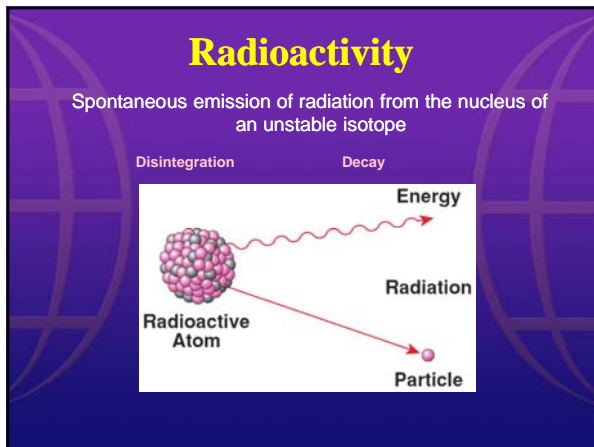 Radioactivity
Spontaneous emission of radiation from the nucleus of
an unstable isotope
Disintegration Decay
Energy
Radiation
Radioactive
Atom
Particle